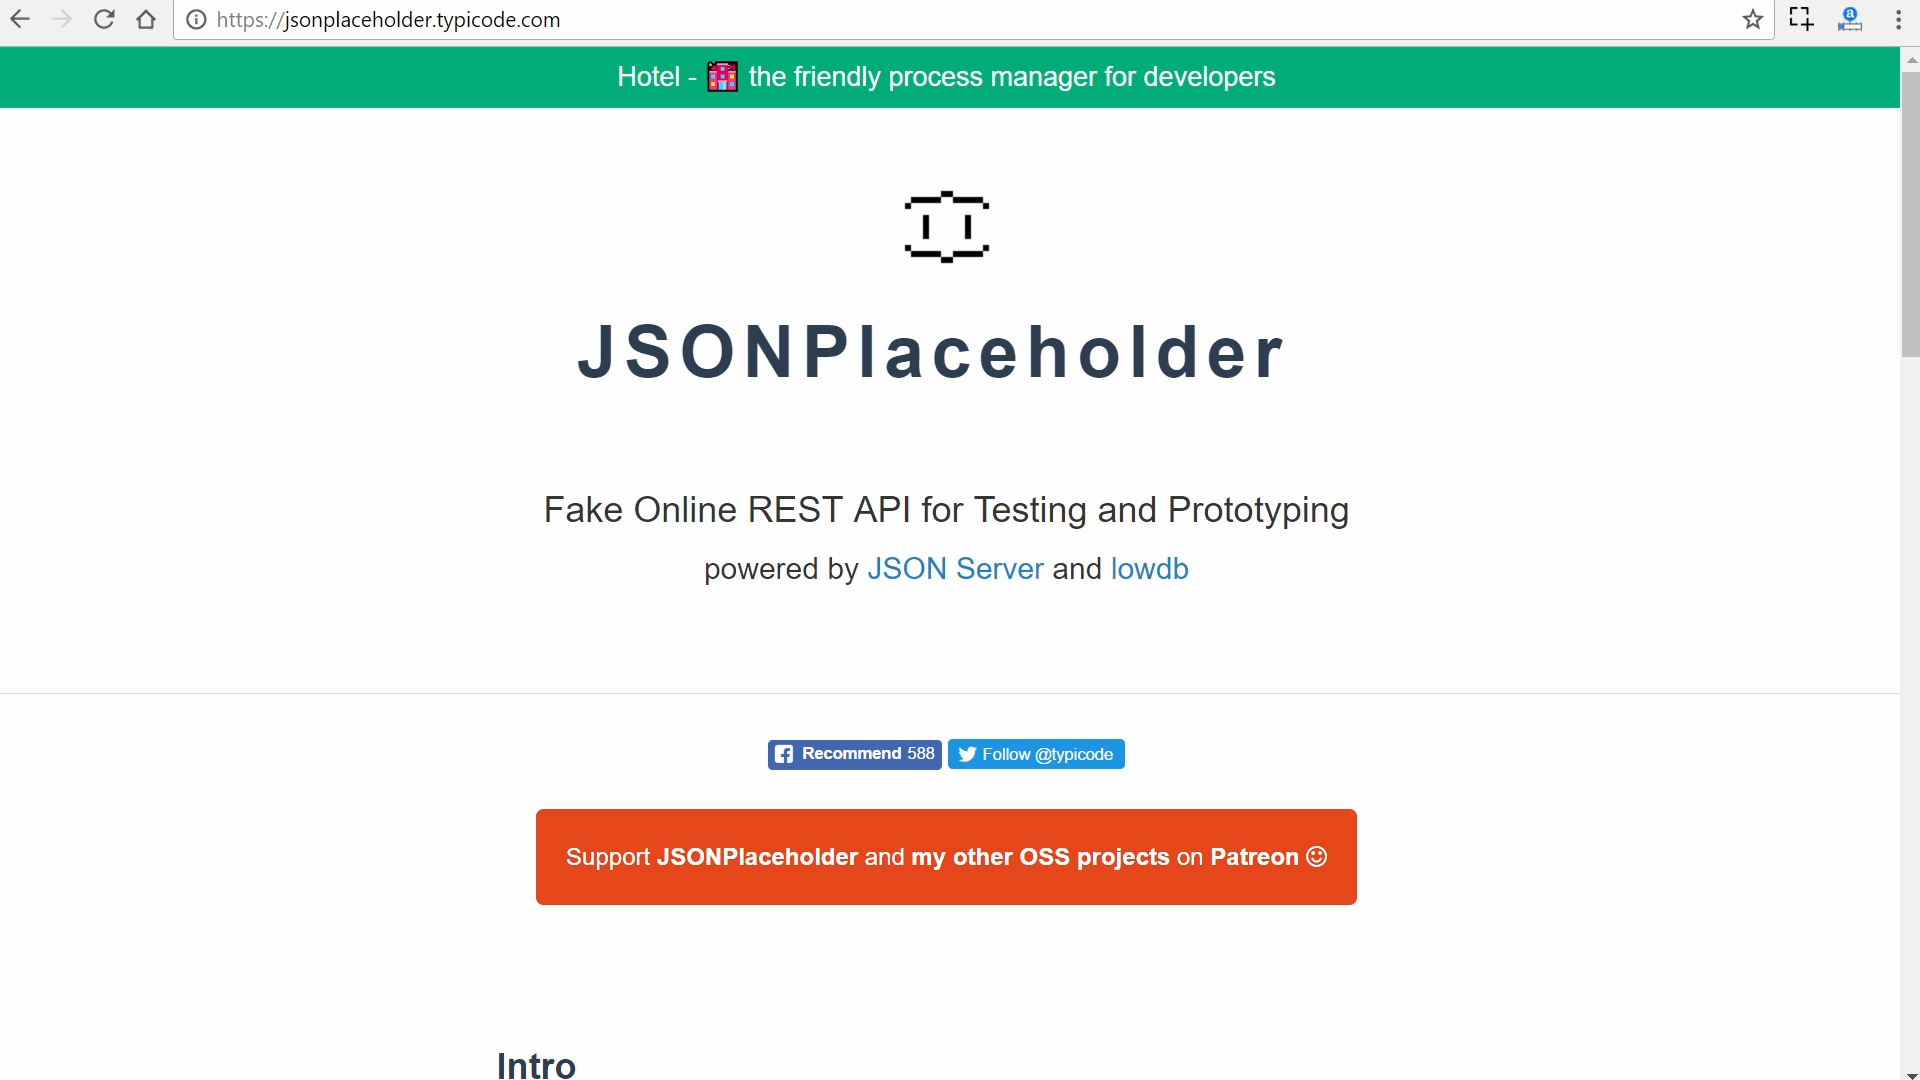 https://jsonplaceholder.typicode.com
Hotel - 🏩 the friendly process manager for developers
JSONPlaceholder
Fake Online REST API for Testing and Prototyping
powered by JSON Server and lowdb
Recommend 588
Follow @typicode
Support JSONPlaceholder and my other OSS projects on Patreon ☺
Intro